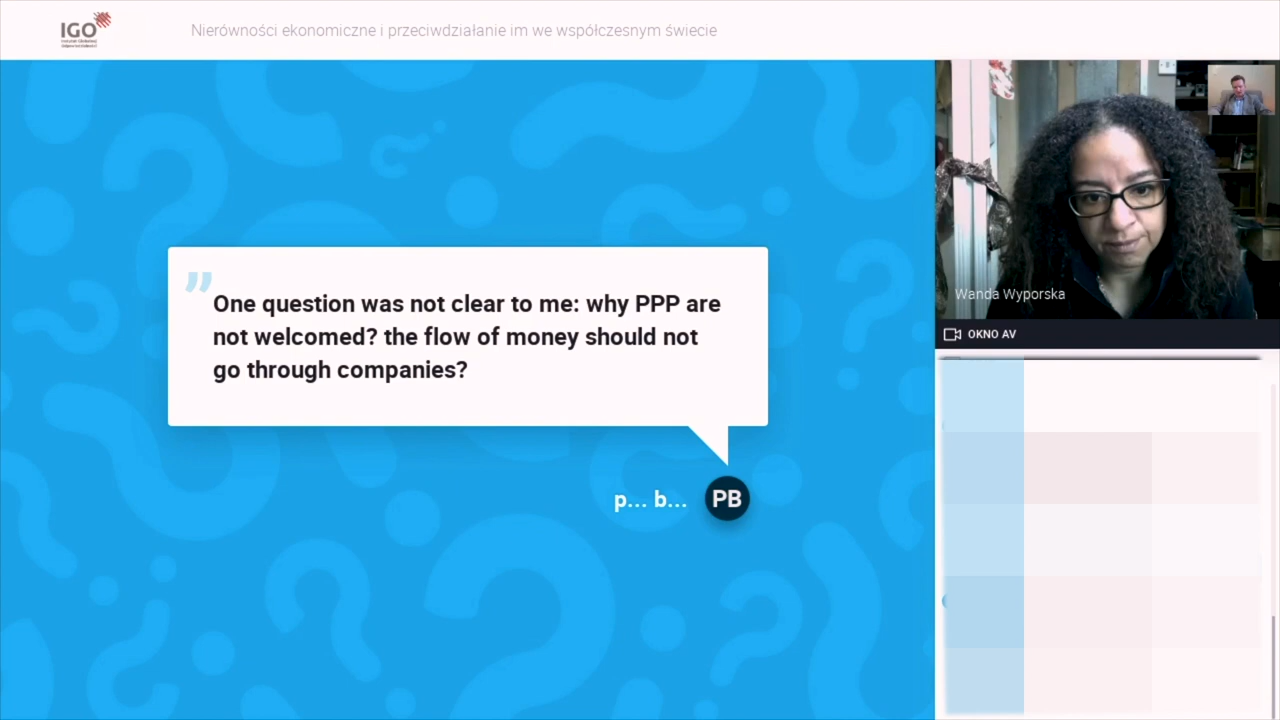 IGO
Nierówności ekonomiczne i przeciwdziałanie im we współczesnym świecie
One question was not clear to me: why PPP are
not welcomed? the flow of money should not
go through companies?
p... b... PB
Wanda Wyporska
OKNO AV